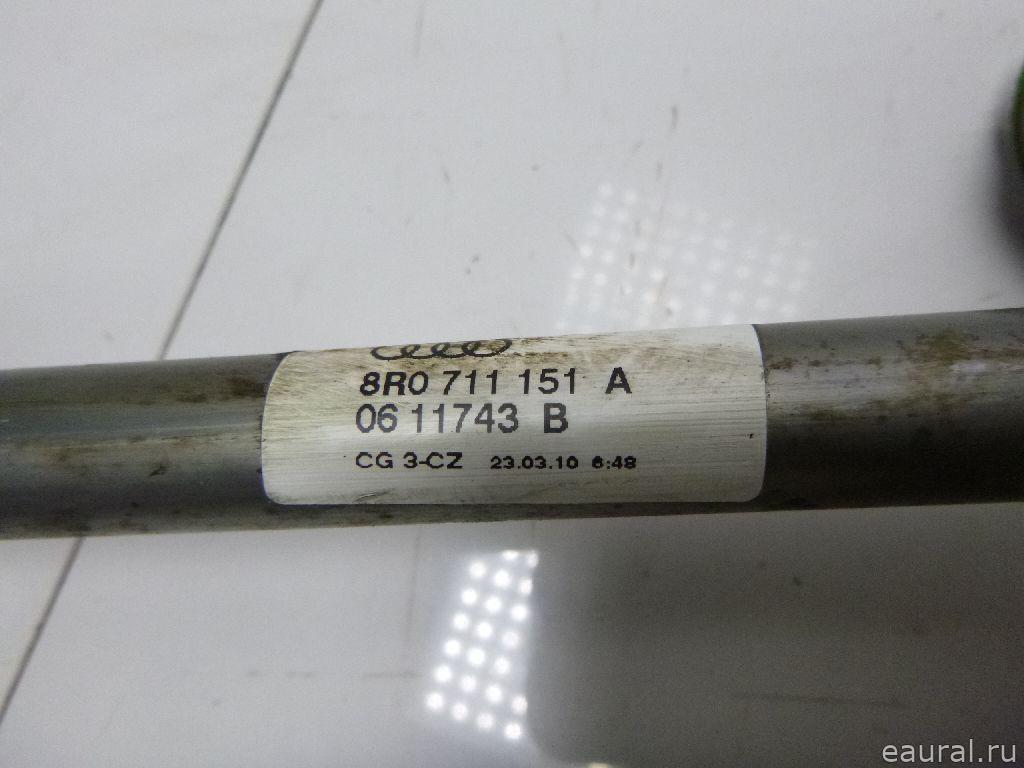 8R0 711 151 A
06 11743 B
CG 3-CZ 23.03.10 6:48
eaural.ru